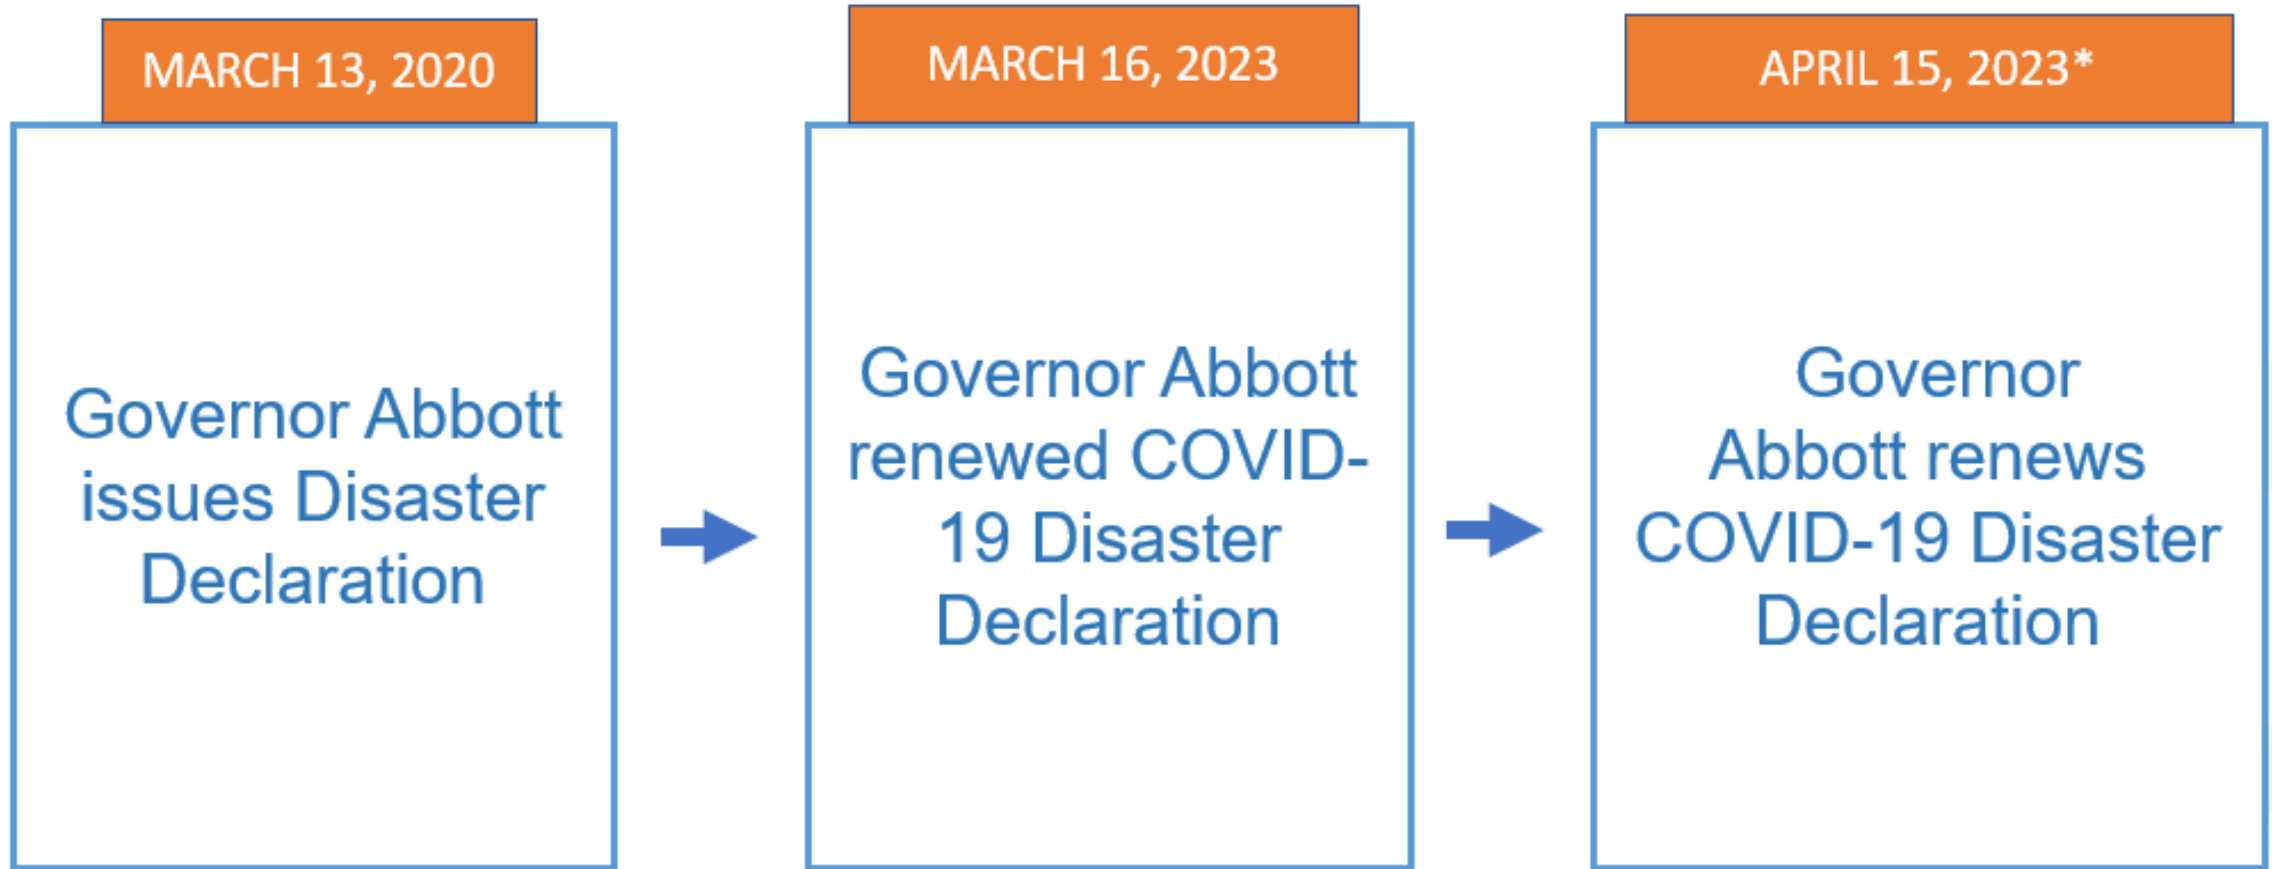 MARCH 13, 2020
Governor Abbott
issues Disaster
Declaration
MARCH 16, 2023
Governor Abbott
renewed COVID-
19 Disaster
Declaration
APRIL 15, 2023*
Governor
Abbott renews
COVID-19 Disaster
Declaration